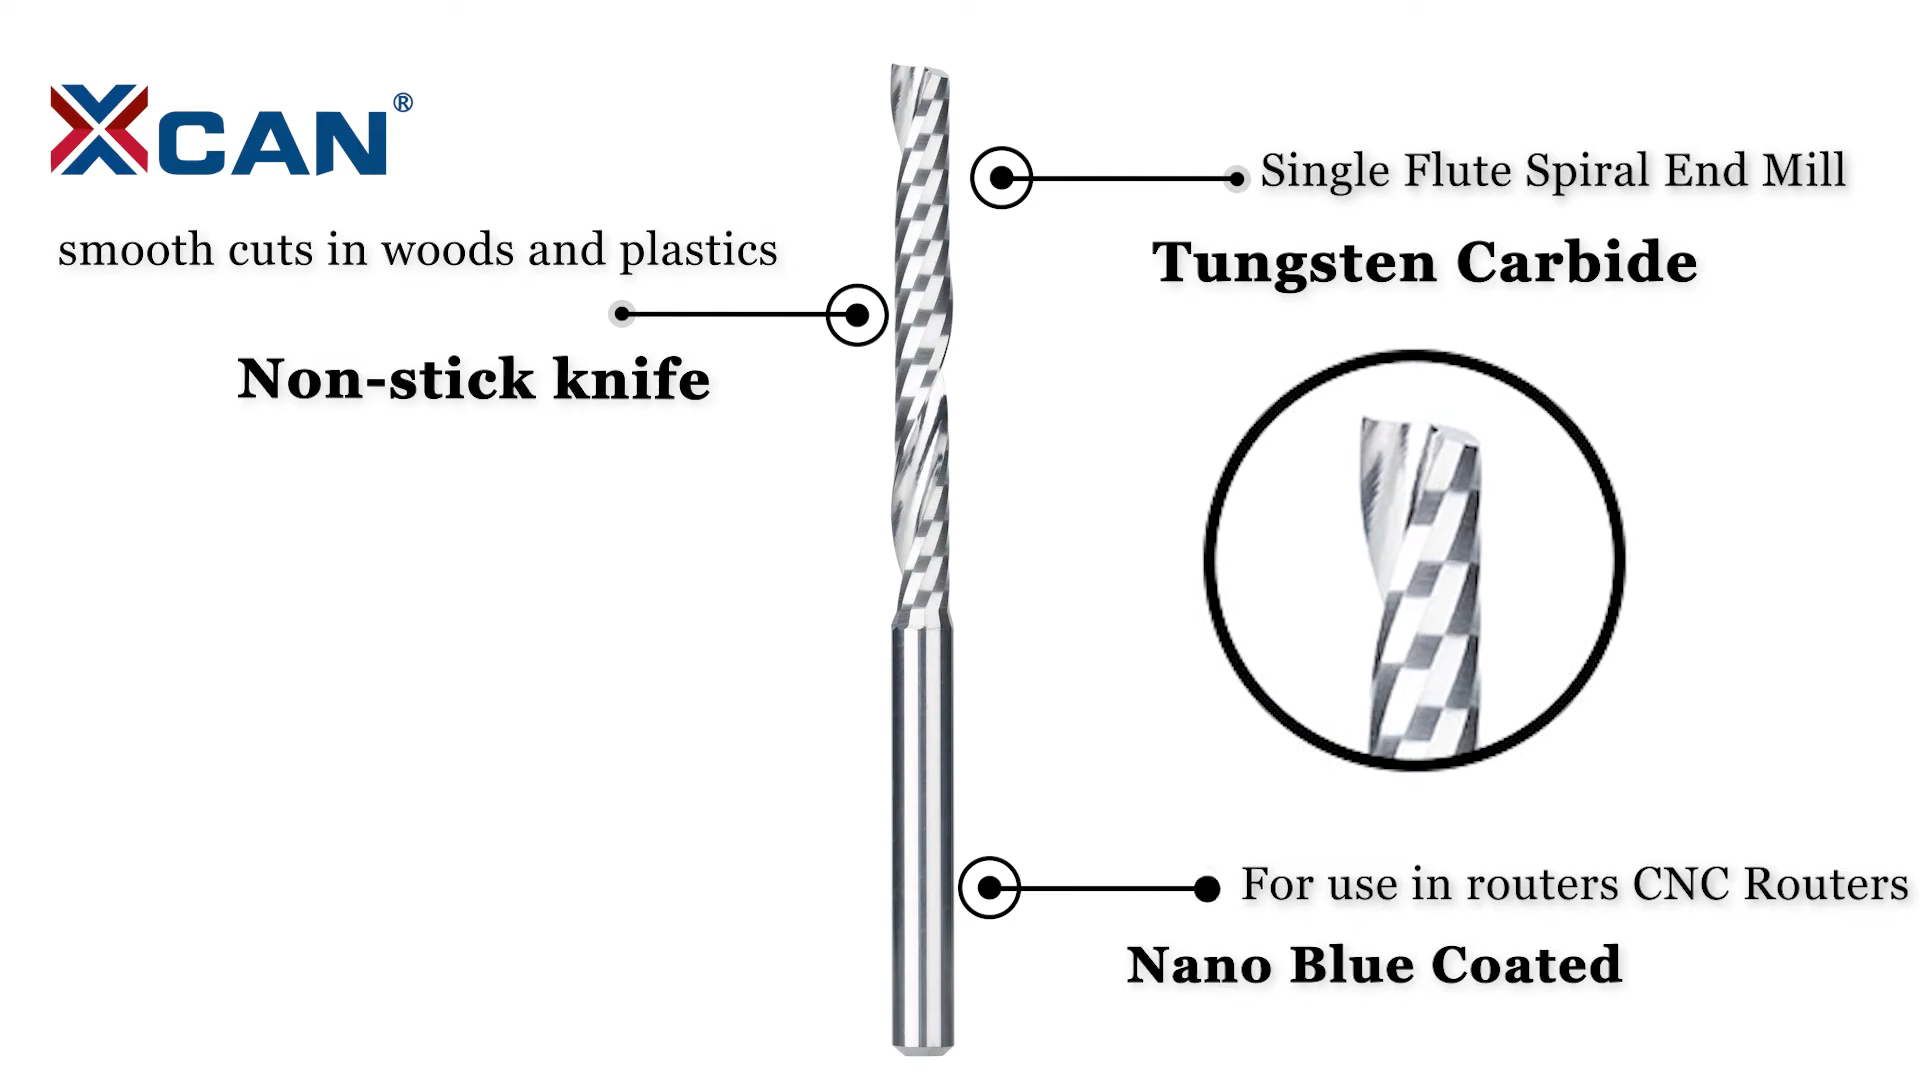 XCAN®
smooth cuts in woods and plastics
Non-stick knife
Single Flute Spiral End Mill
Tungsten Carbide
For use in routers CNC Routers
Nano Blue Coated